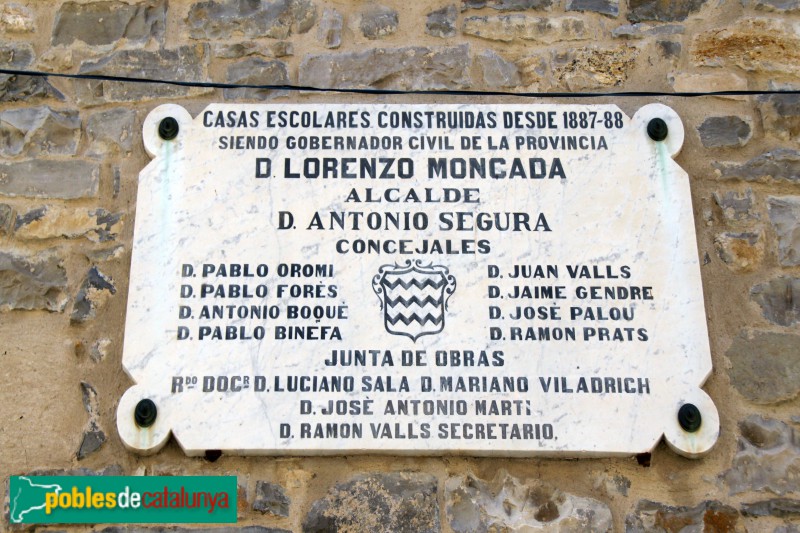 CASAS ESCOLARES CONSTRUIDAS DESDE 1887-88
SIENDO GOBERNADOR CIVIL DE LA PROVINCIA
D. LORENZO MONCADA
ALCALDE
D. ANTONIO SEGURA
CONCEJALES
D. PABLO OROMI
D. PABLO FORÈS
D. ANTONIO BOQUÈ
D. PABLO BINEFA
D. JUAN VALLS
D. JAIME GENDRE
D. JOSÈ PALOU
D. RAMON PRATS
JUNTA DE OBRAS
RDO DOCR D. LUCIANO SALA D. MARIANO VILADRICH
D. JOSÈ ANTONIO MARTI
D. RAMON VALLS SECRETARIO.
poblesdecatalunya